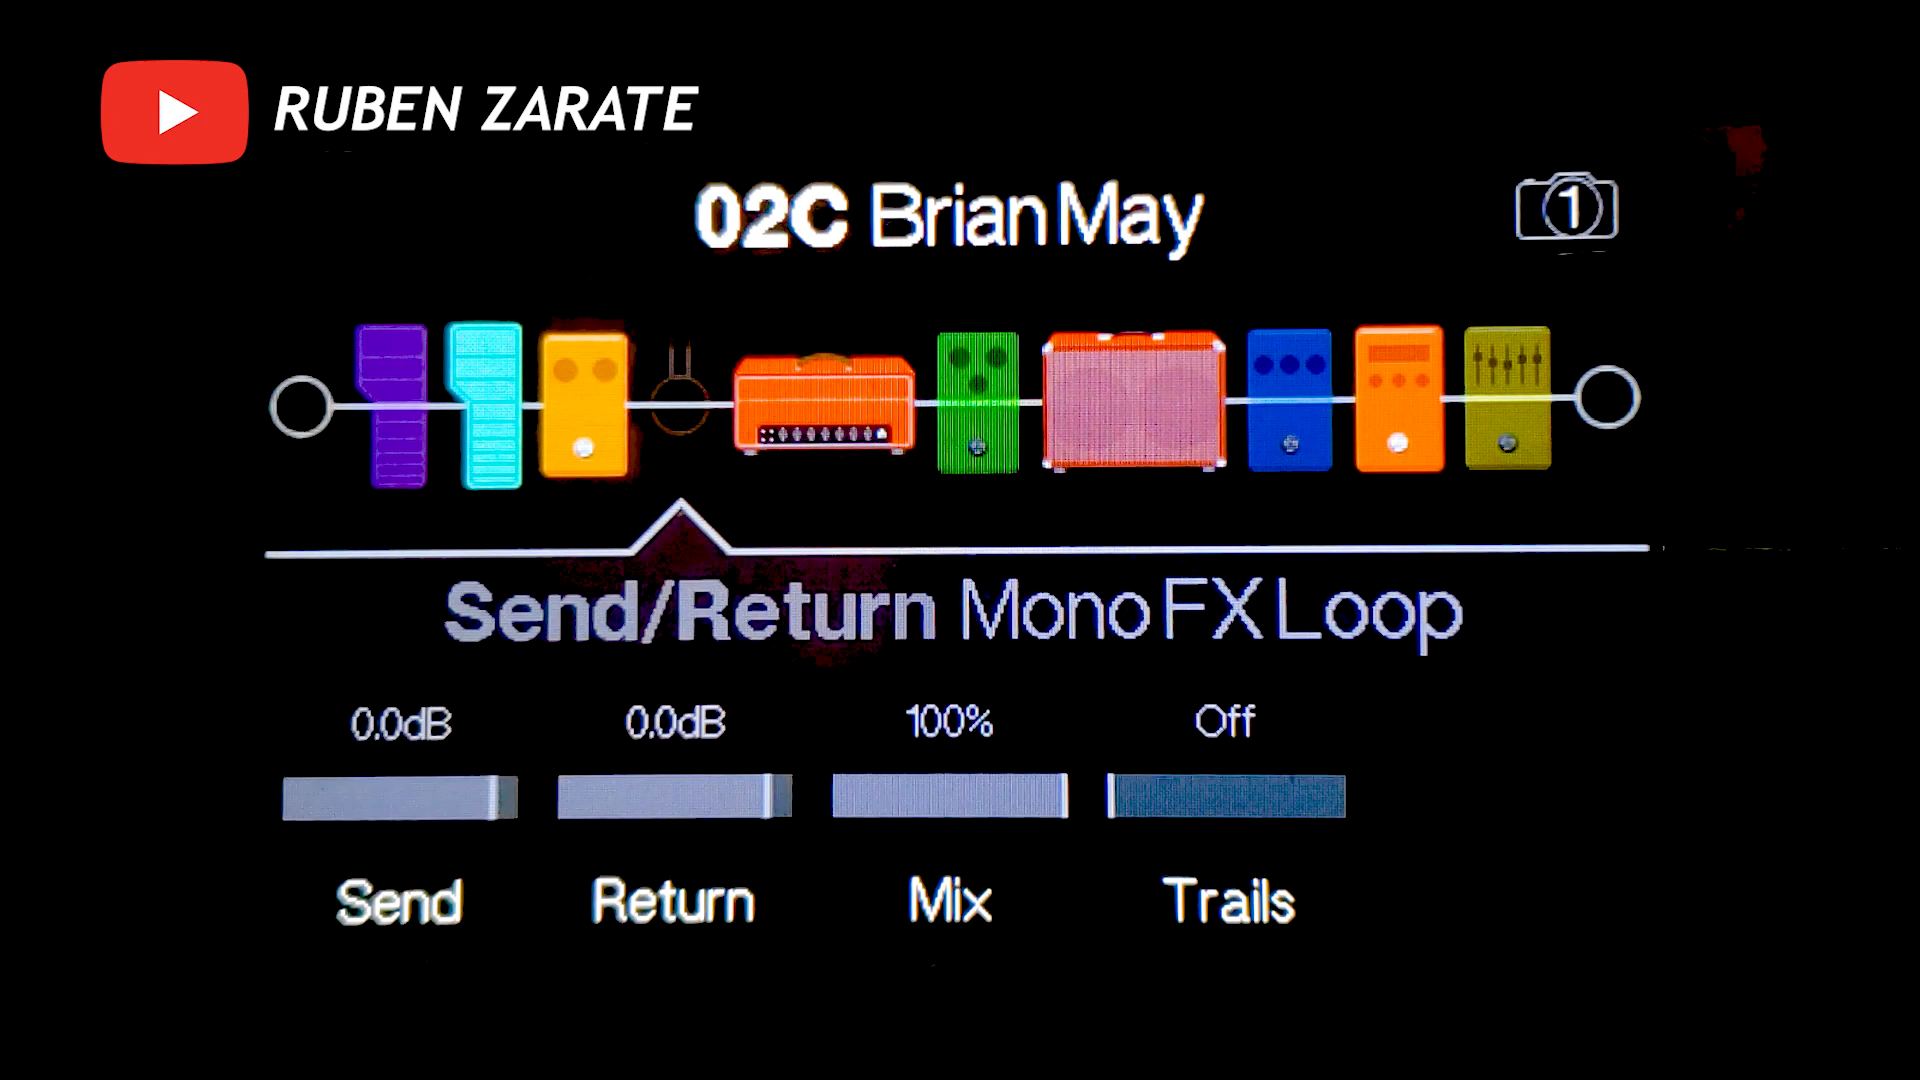 RUBEN ZARATE
02C Brian May
1
Send/Return Mono FX Loop
0.0dB 0.0dB 100% Off
Send Return Mix Trails